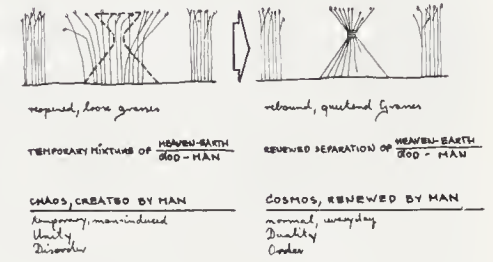 reopened, loose grasses
TEMPORARY MIXTURE OF HEAVEN-EARTH
GOD - MAN
CHAOS, CREATED BY MAN
temporary, man-induced
Unity
Disorder
rebound, quietend Grasses
RENEWED SEPARATION OF HEAVEN-EARTH
GOD - MAN
COSMOS, RENEWED BY MAN
normal, everyday
Duality
Order